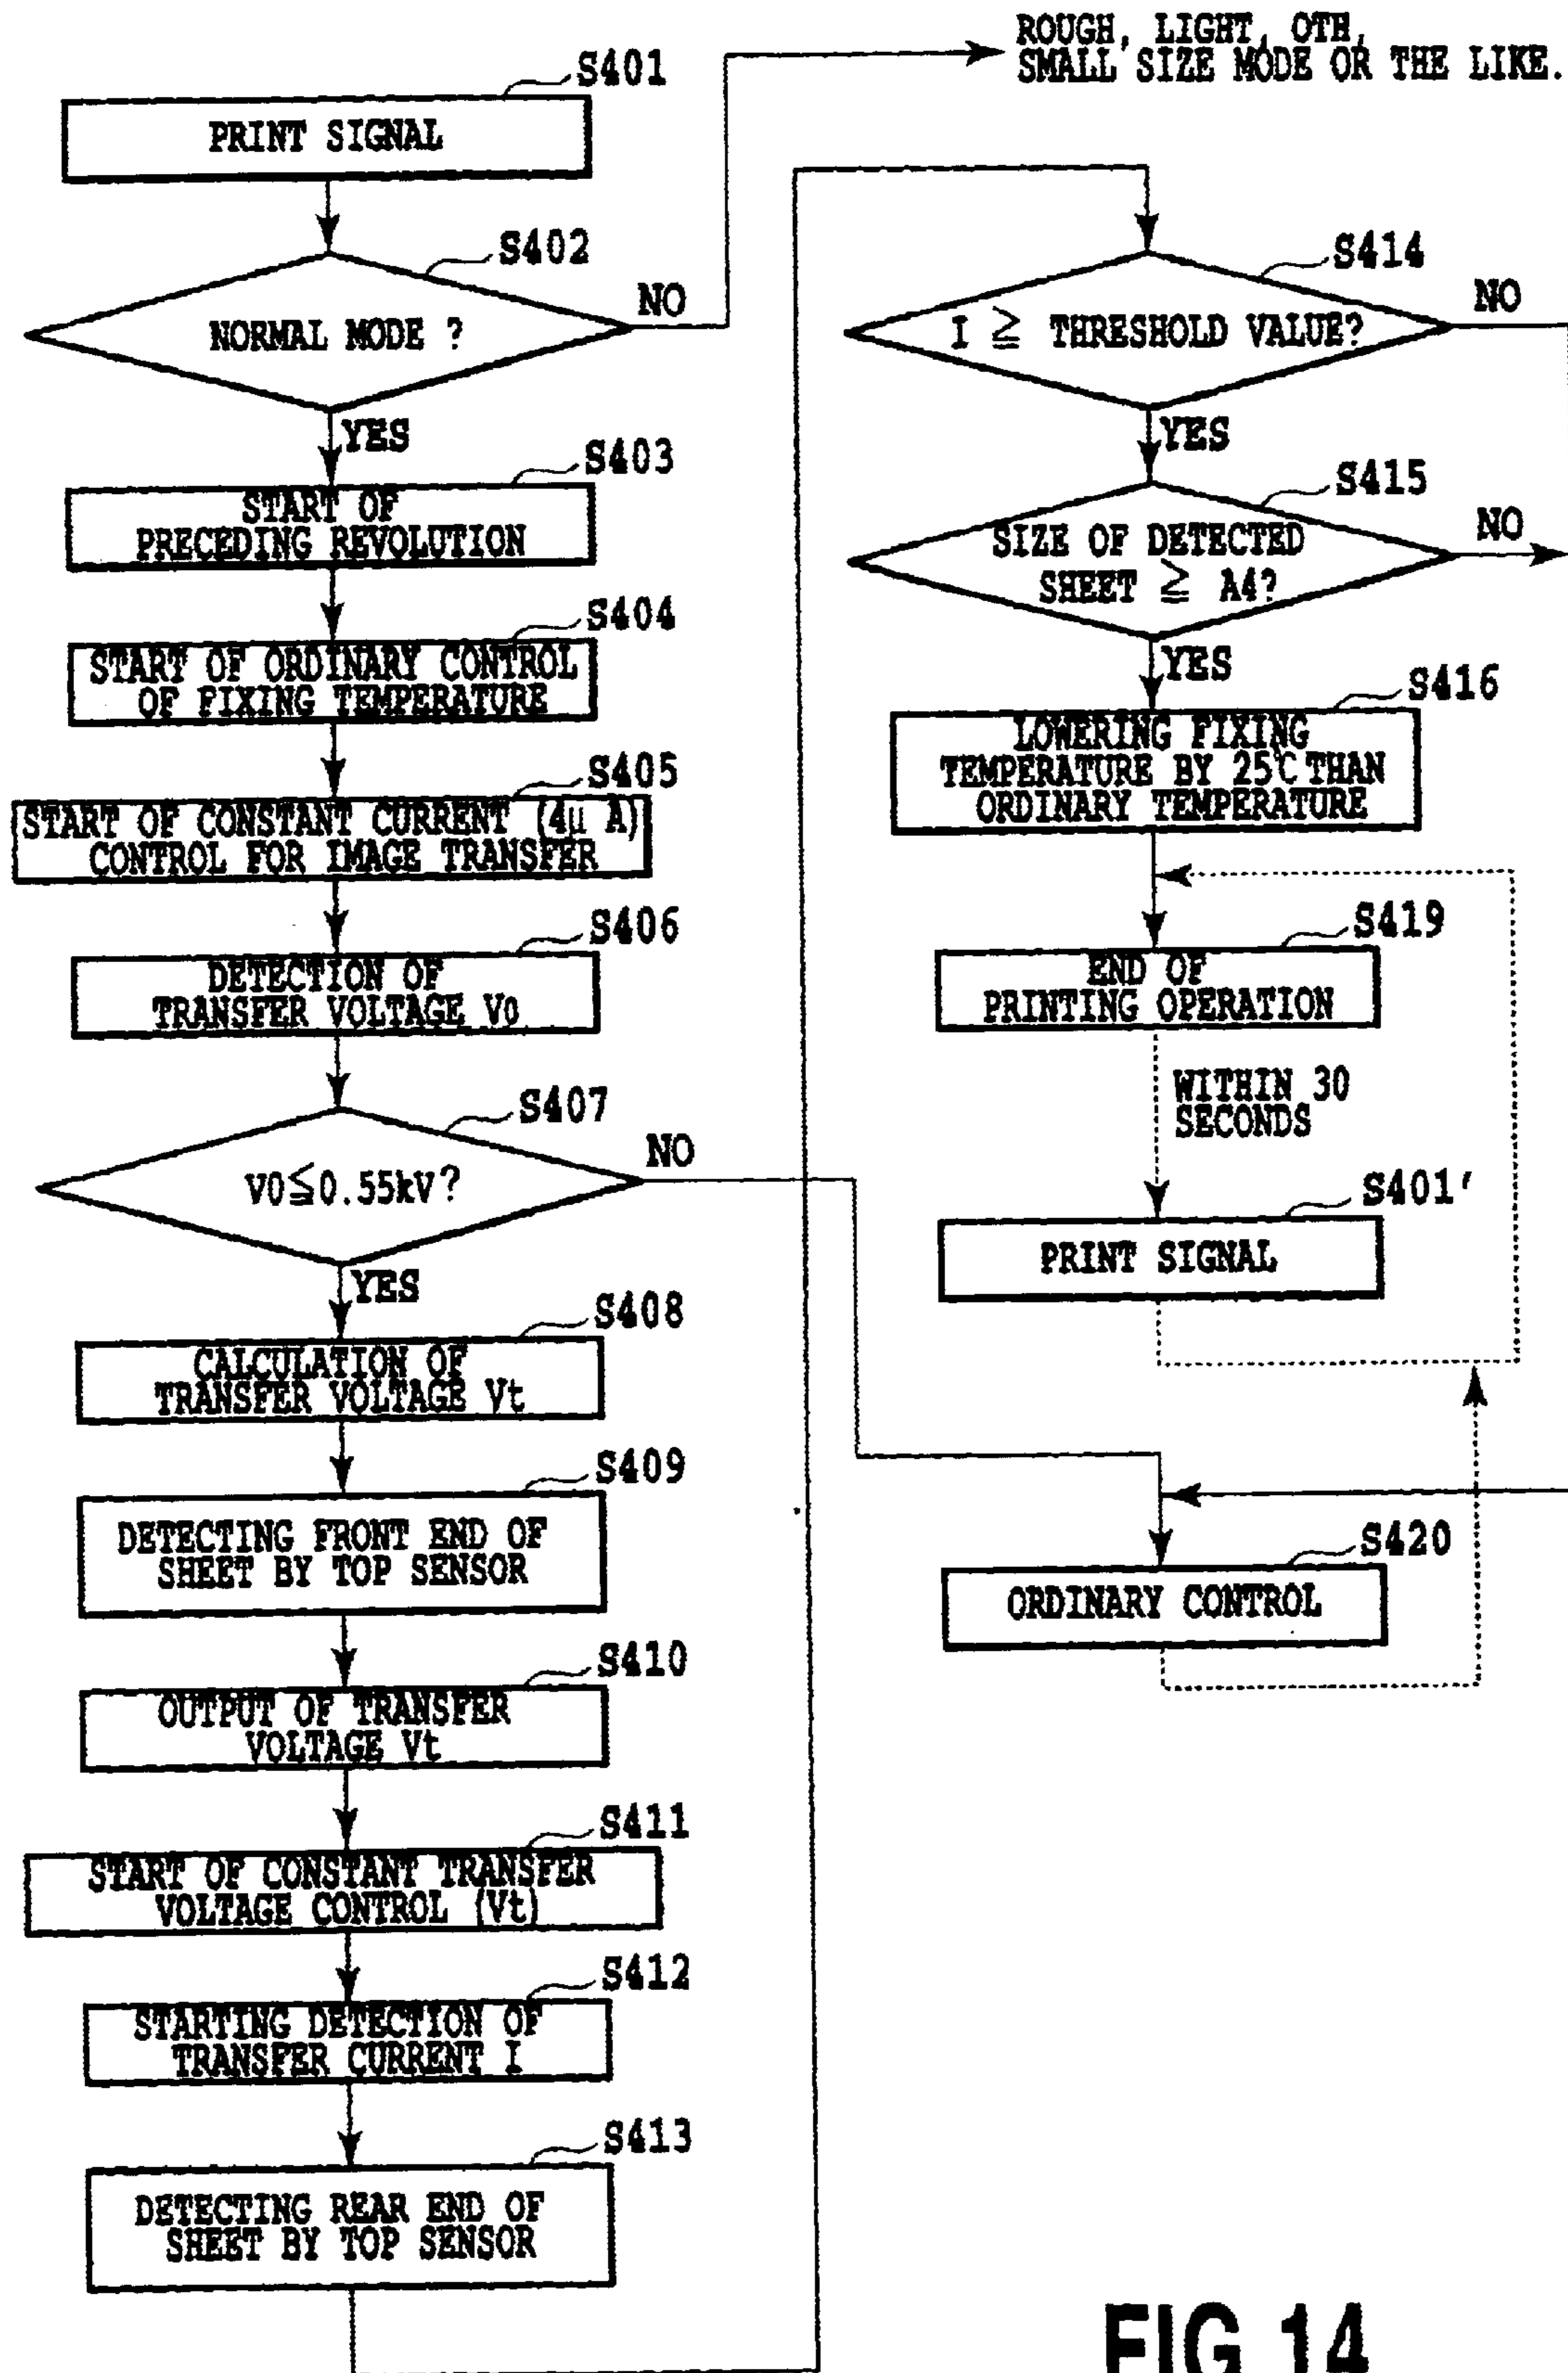 S401
PRINT SIGNAL
S402
NORMAL MODE ?
NO
ROUGH, LIGHT, OTH,
SMALL SIZE MODE OR THE LIKE.
YES
S403
START OF
PRECEDING REVOLUTION
S404
START OF ORDINARY CONTROL
OF FIXING TEMPERATURE
S405
START OF CONSTANT CURRENT (4μ A)
CONTROL FOR IMAGE TRANSFER
S406
DETECTION OF
TRANSFER VOLTAGE V0
S407
V0≦0.55kV?
NO
YES
S408
CALCULATION OF
TRANSFER VOLTAGE Vt
S409
DETECTING FRONT END OF
SHEET BY TOP SENSOR
S410
OUTPUT OF TRANSFER
VOLTAGE Vt
S411
START OF CONSTANT TRANSFER
VOLTAGE CONTROL (Vt)
S412
STARTING DETECTION OF
TRANSFER CURRENT I
S413
DETECTING REAR END OF
SHEET BY TOP SENSOR
S414
I ≧ THRESHOLD VALUE?
NO
YES
S415
SIZE OF DETECTED
SHEET ≧ A4?
NO
YES
S416
LOWERING FIXING
TEMPERATURE BY 25℃ THAN
ORDINARY TEMPERATURE
S419
END OF
PRINTING OPERATION
WITHIN 30
SECONDS
S401'
PRINT SIGNAL
S420
ORDINARY CONTROL
FIG.14